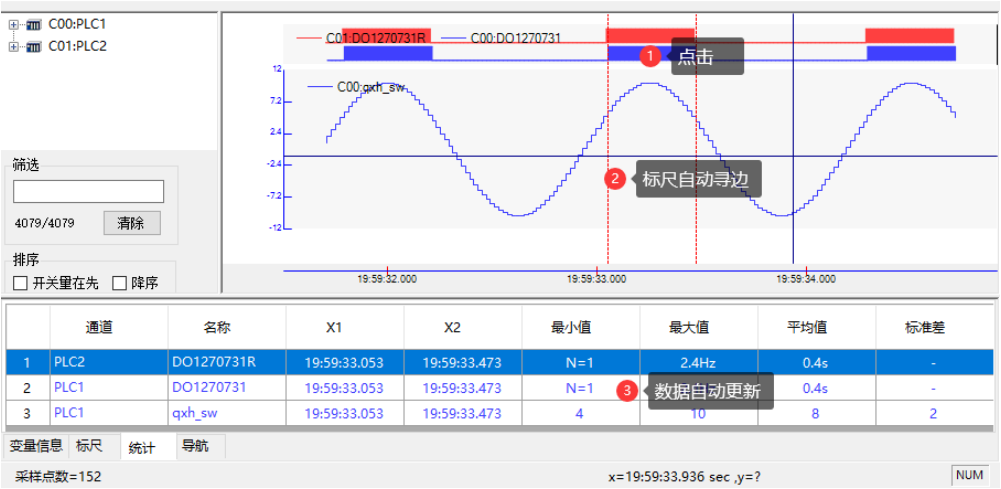 C00:PLC1
C01:PLC2
筛选
4079/4079 清除
排序
开关量在先 降序
C01:DO1270731R C00:DO1270731
1 点击
12
C00:qxh_sw
7.2
2.4
-2.4
2 标尺自动寻边
-7.2
-12
19:59:32.000 19:59:33.000 19:59:34.000
通道 名称 X1 X2 最小值 最大值 平均值 标准差
1 PLC2 DO1270731R 19:59:33.053 19:59:33.473 N=1 2.4Hz 0.4s -
2 PLC1 DO1270731 19:59:33.053 19:59:33.473 N=1 0.4s -
3 数据自动更新
3 PLC1 qxh_sw 19:59:33.053 19:59:33.473 4 10 8 2
变量信息 标尺 统计 导航
采样点数=152 x=19:59:33.936 sec ,y=? NUM